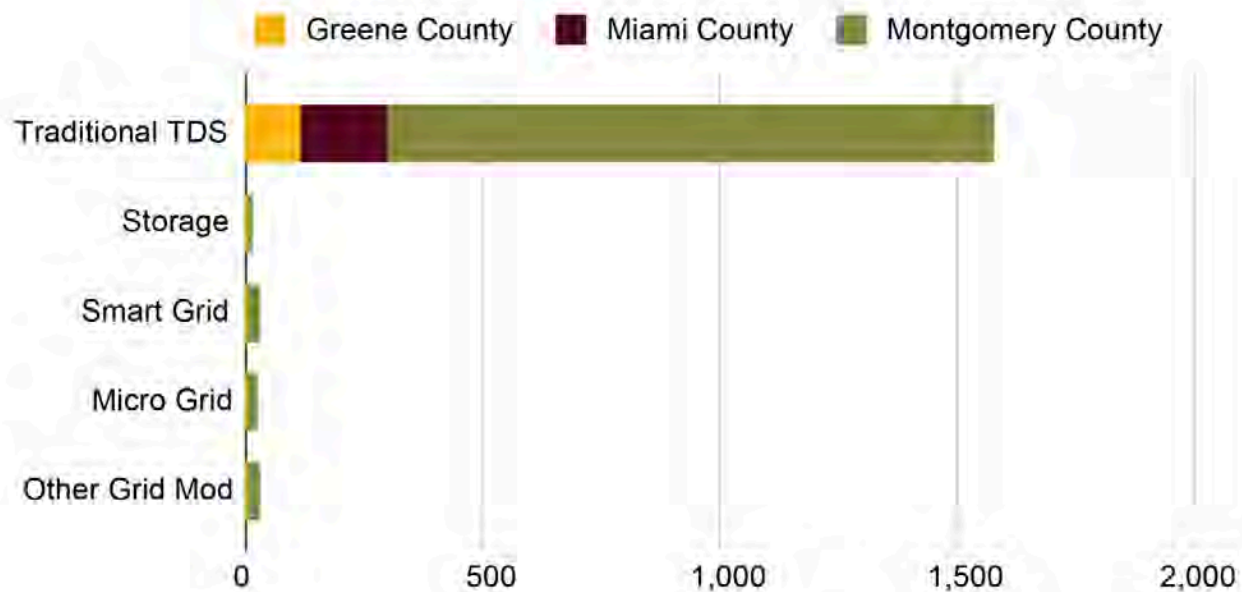 Greene County Miami County Montgomery County
Traditional TDS
Storage
Smart Grid
Micro Grid
Other Grid Mod
0 500 1,000 1,500 2,000